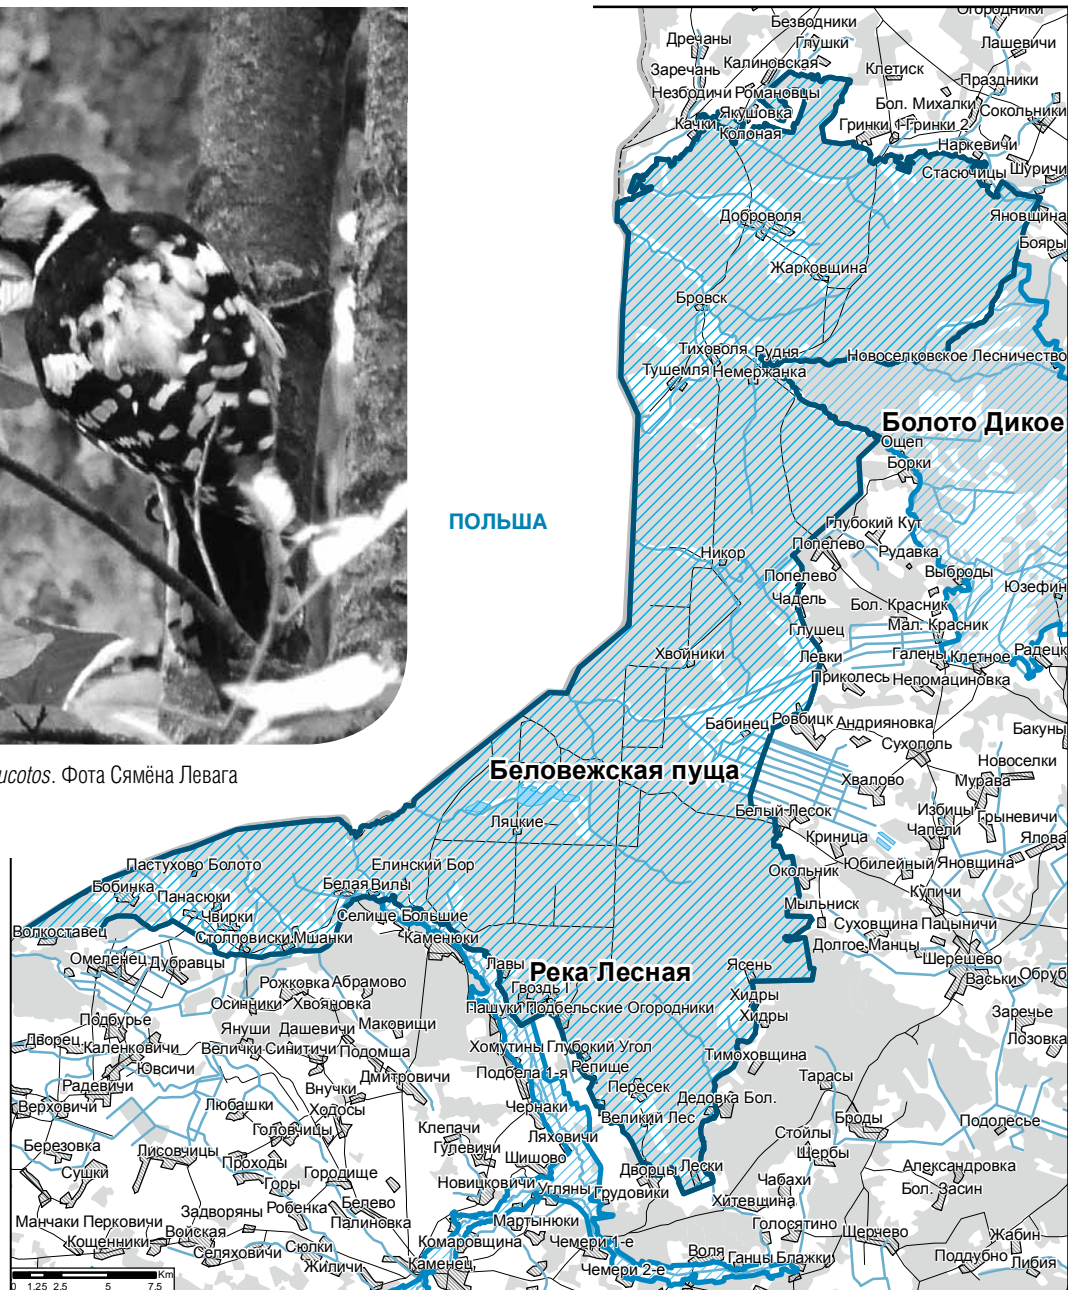 Огородники
Безводники
Дречаны
Глушки
Лашевичи
Заречань
Калиновская
Клетиск
Праздники
Незбодичи
Романовцы
Бол. Михалки
Сокольники
Якушовка
Качки
Колоная
Гринки 1
Гринки 2
Наркевичи
Стасючицы
Шуричи
Доброволя
Яновщина
Бояры
Жарковщина
Бровск
Тиховоля
Рудня
Новоселковское Лесничество
Тушемля
Немержанка
Болото Дикое
Ощеп
Борки
ПОЛЬША
Глубокий Кут
Попелево
Рудавка
Никор
Выброды
Попелево
Юзефин
Чадель
Бол. Красник
Мал. Красник
Глушец
Хвойники
Левки
Галены
Клетное
Радецк
Приколесь
Непомациновка
Бабинец
Ровбицк
Андрияновка
Бакуны
Сухополь
ucotos. Фота Сямёна Левага
Беловежская пуща
Новоселки
Хвалово
Мурава
Белый Лесок
Избицы
Грыневичи
Ляцкие
Чапели
Криница
Ялова
Пастухово Болото
Елинский Бор
Юбилейный
Яновщина
Окольник
Бобинка
Панасюки
Белая
Вилы
Купичи
Мыльниск
Чвирки
Селище
Большие
Суховщина
Пацыничи
Волкоставец
Столповиски
Мшанки
Каменюки
Долгое
Манцы
Омеленец
Дубравцы
Лавы
Река Лесная
Ясень
Шерешево
Васьки
Обруб
Рожковка
Абрамово
Гвоздь I
Хидры
Осинники
Хвояновка
Пашуки
Подбельские Огородники
Хидры
Заречье
Подбурье
Януши
Дашевичи
Маковищи
Дворец
Каленковичи
Велички
Синитичи
Подомша
Хомутины
Глубокий Угол
Лозовка
Ювсичи
Тимоховщина
Подбела 1-я
Репище
Радевичи
Внучки
Дмитровичи
Пересек
Тарасы
Верховичи
Любашки
Ходосы
Чернаки
Дедовка Бол.
Великий Лес
Броды
Головчицы
Клепачи
Ляховичи
Стойлы
Подолесье
Березовка
Лисовчицы
Гулевичи
Шербы
Проходы
Шишово
Сушки
Горы
Городище
Дворцы
Лески
Александровка
Новицковичи
Угляны
Грудовики
Чабахи
Бол. Засин
Задворяны
Робенка
Белево
Хитевщина
Манчаки
Перковичи
Войская
Палиновка
Мартынюки
Голосятино
Шерчево
Кощенники
Селяховичи
Сюлки
Комаровщина
Чемери 1-е
Жабин
Жиличи
Каменец
Воля
Ганцы
Блажки
Поддубно
Либия
Чемери 2-е
Km
0 1.25 2.5 5 7.5